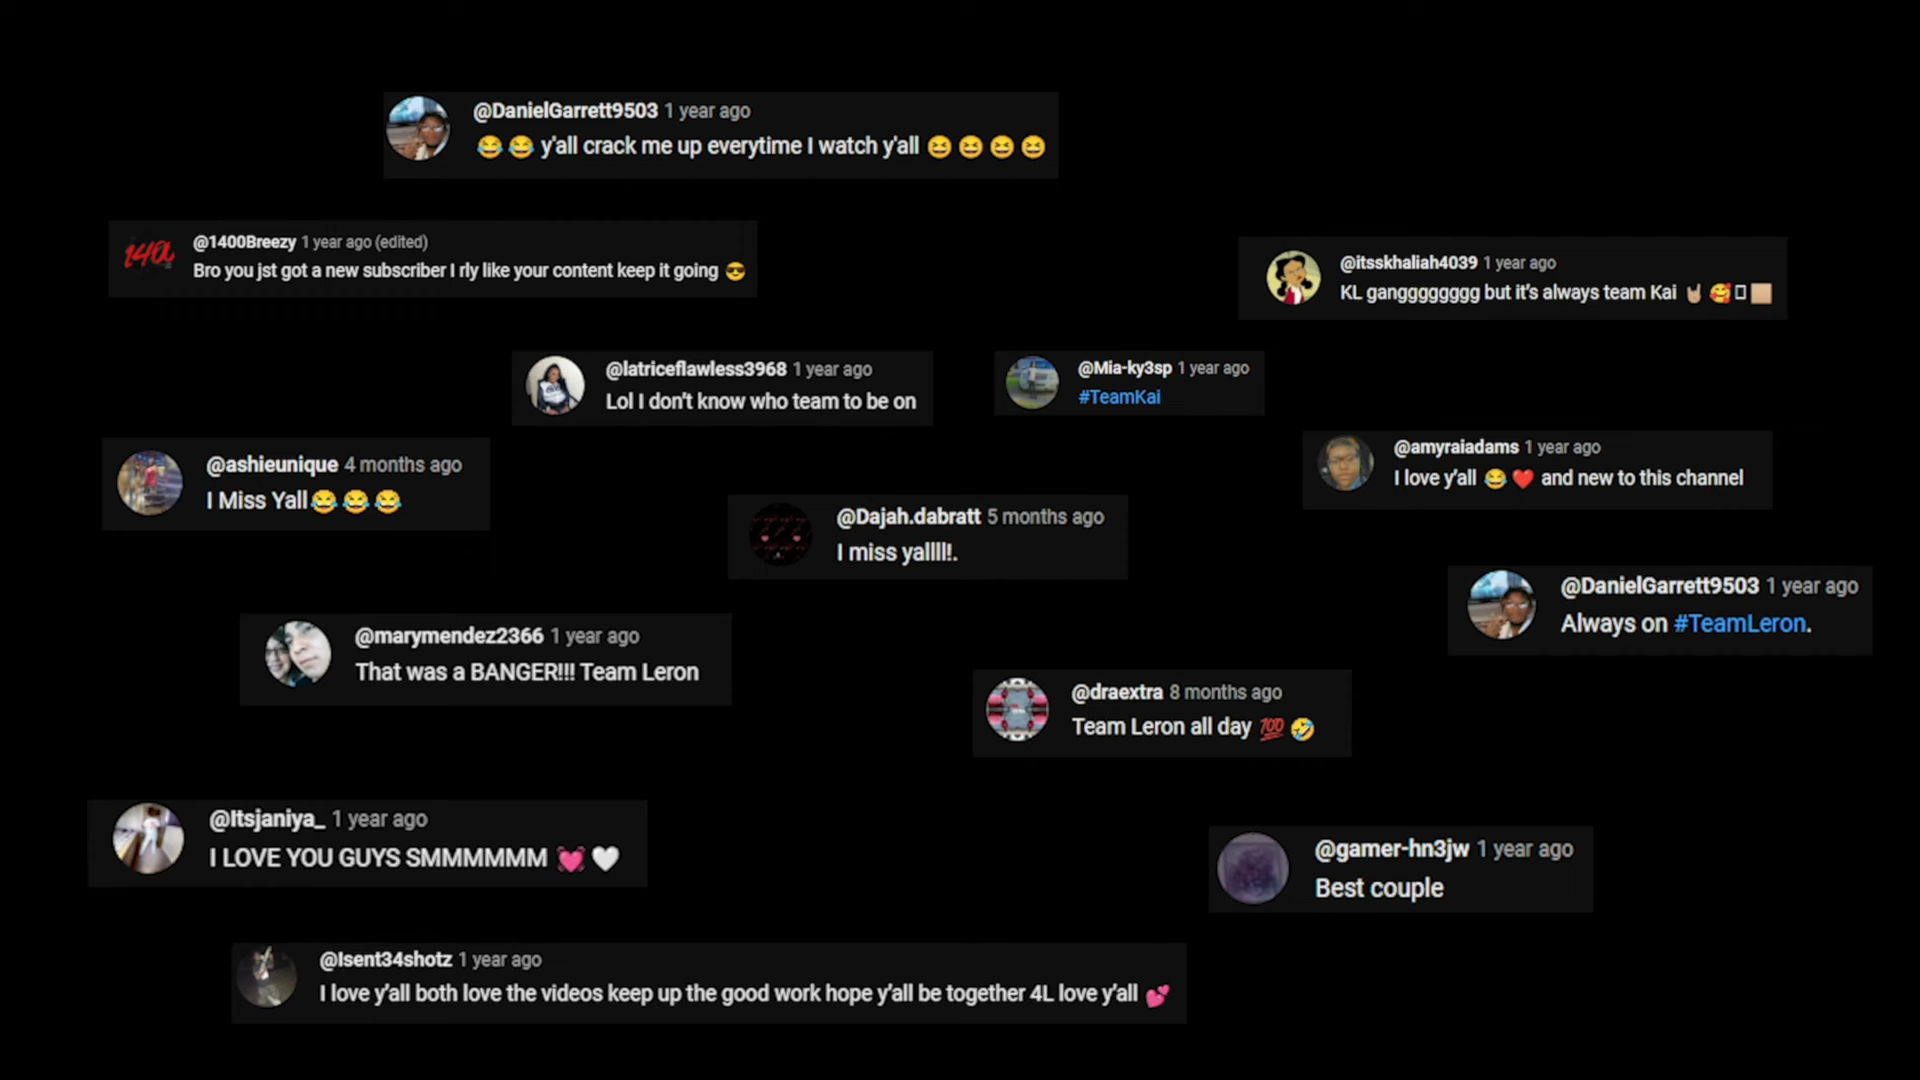 @DanielGarrett9503 1 year ago
😂😂 y'all crack me up everytime I watch y'all 😆😆😆😆
1400
@1400Breezy 1 year ago (edited)
Bro you jst got a new subscriber I rly like your content keep it going 😎
@itsskhaliah4039 1 year ago
KL ganggggggg but it's always team Kai 🤘🏼🥰▯🏼
@latriceflawless3968 1 year ago
Lol I don't know who team to be on
@Mia-ky3sp 1 year ago
#TeamKai
@amyraiadams 1 year ago
I love y'all 😂❤️ and new to this channel
@ashieunique 4 months ago
I Miss Yall😂😂😂
@Dajah.dabratt 5 months ago
I miss yallll!.
@DanielGarrett9503 1 year ago
Always on #TeamLeron.
@marymendez2366 1 year ago
That was a BANGER!!! Team Leron
@draextra 8 months ago
Team Leron all day 💯🤣
@Itsjaniya_ 1 year ago
I LOVE YOU GUYS SMMMMMM 💓🤍
@gamer-hn3jw 1 year ago
Best couple
@Isent34shotz 1 year ago
I love y'all both love the videos keep up the good work hope y'all be together 4L love y'all 💕